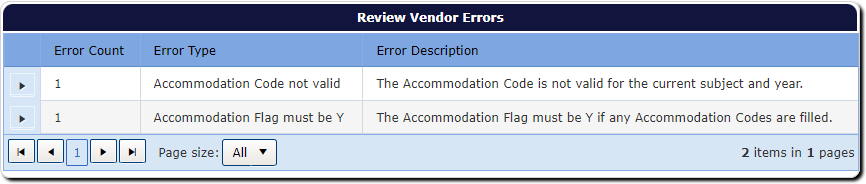 Review Vendor Errors
Error Count Error Type Error Description
1 Accommodation Code not valid The Accommodation Code is not valid for the current subject and year.
1 Accommodation Flag must be Y The Accommodation Flag must be Y if any Accommodation Codes are filled.
1 Page size: All 2 items in 1 pages